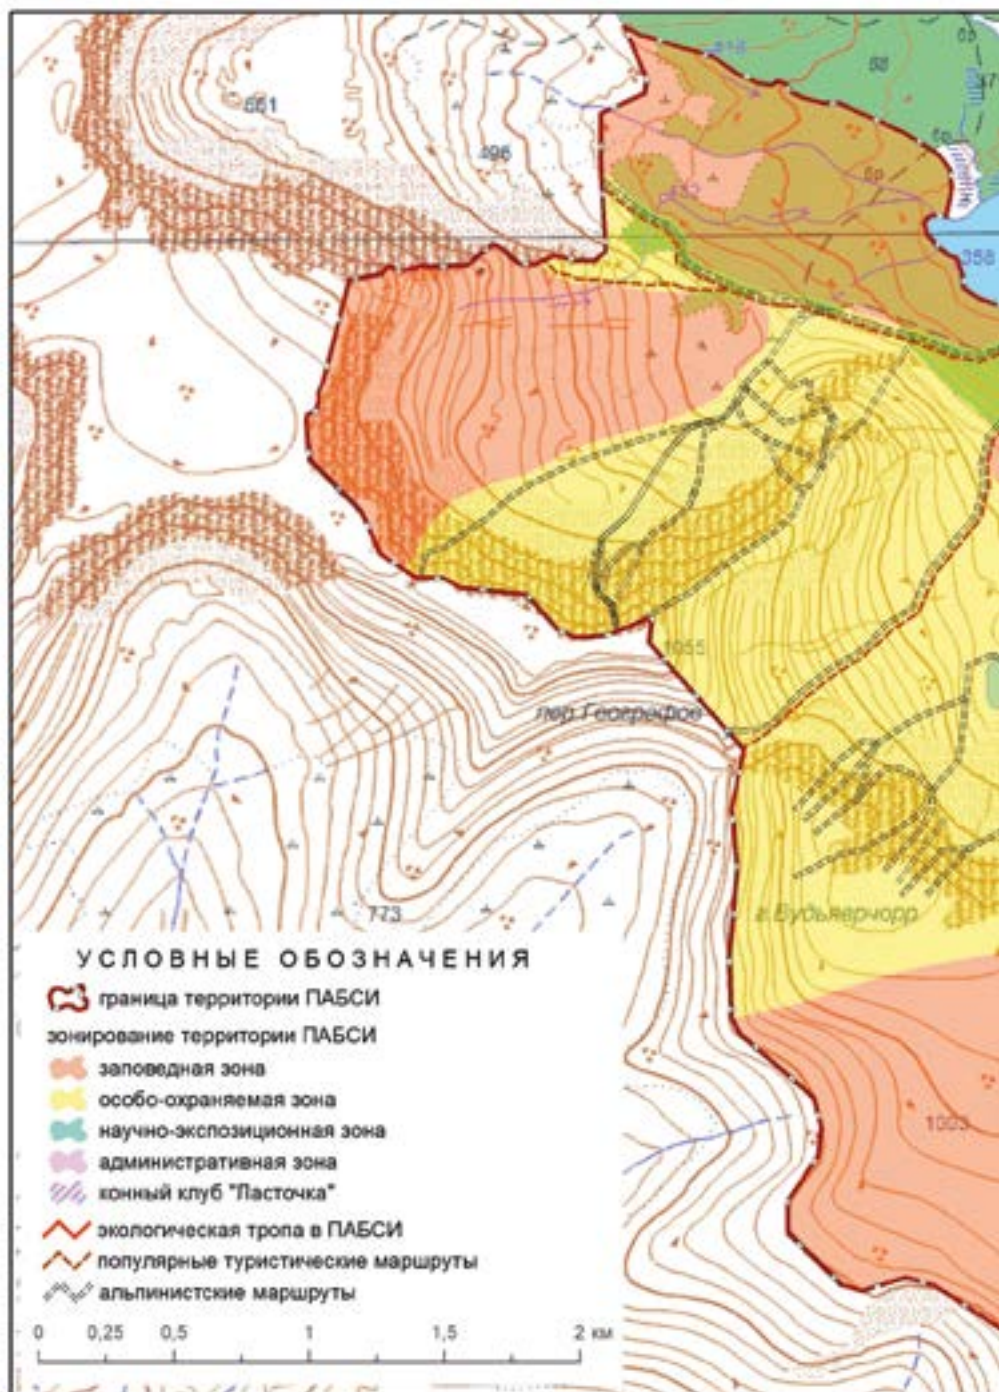 661
496
432
358
1055
пер. Географов
773
г. Вудъяврчорр
УСЛОВНЫЕ ОБОЗНАЧЕНИЯ
граница территории ПАБСИ
зонирование территории ПАБСИ
заповедная зона
особо-охраняемая зона
научно-экспозиционная зона
административная зона
1003
конный клуб "Ласточка"
экологическая тропа в ПАБСИ
популярные туристические маршруты
альпинистские маршруты
0 0,25 0,5 1 1,5 2 км